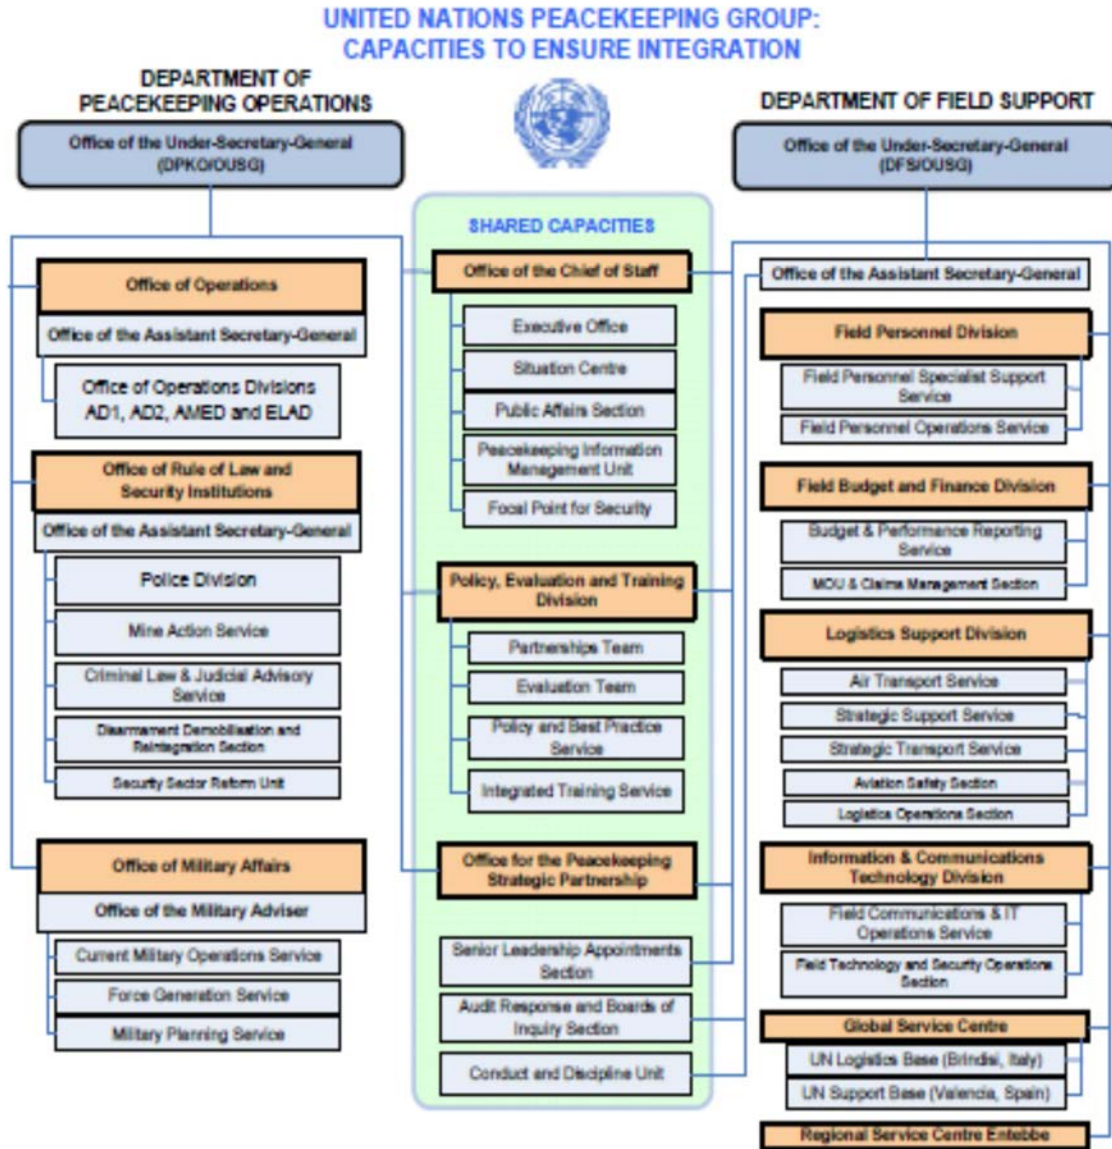 UNITED NATIONS PEACEKEEPING GROUP:
CAPACITIES TO ENSURE INTEGRATION
DEPARTMENT OF
PEACEKEEPING OPERATIONS
Office of the Under-Secretary-General
(DPKO/OUSG)
Office of Operations
Office of the Assistant Secretary-General
Office of Operations Divisions
AD1, AD2, AMED and ELAD
Office of Rule of Law and
Security Institutions
Office of the Assistant Secretary-General
Police Division
Mine Action Service
Criminal Law & Judicial Advisory
Service
Disarmament Demobilisation and
Reintegration Section
Security Sector Reform Unit
Office of Military Affairs
Office of the Military Adviser
Current Military Operations Service
Force Generation Service
Military Planning Service
SHARED CAPACITIES
Office of the Chief of Staff
Executive Office
Situation Centre
Public Affairs Section
Peacekeeping Information
Management Unit
Focal Point for Security
Policy, Evaluation and Training
Division
Partnerships Team
Evaluation Team
Policy and Best Practice
Service
Integrated Training Service
Office for the Peacekeeping
Strategic Partnership
Senior Leadership Appointments
Section
Audit Response and Boards of
Inquiry Section
Conduct and Discipline Unit
DEPARTMENT OF FIELD SUPPORT
Office of the Under-Secretary-General
(DFS/OUSG)
Office of the Assistant Secretary-General
Field Personnel Division
Field Personnel Specialist Support
Service
Field Personnel Operations Service
Field Budget and Finance Division
Budget & Performance Reporting
Service
MOU & Claims Management Section
Logistics Support Division
Air Transport Service
Strategic Support Service
Strategic Transport Service
Aviation Safety Section
Logistics Operations Section
Information & Communications
Technology Division
Field Communications & IT
Operations Service
Field Technology and Security Operations
Section
Global Service Centre
UN Logistics Base (Brindisi, Italy)
UN Support Base (Valencia, Spain)
Regional Service Centre Entebbe